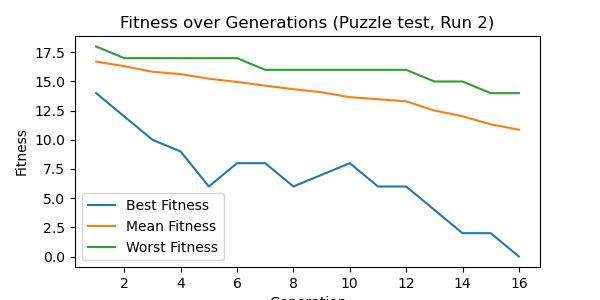 Fitness over Generations (Puzzle test, Run 2)
17.5
15.0
12.5
10.0
7.5
5.0
2.5
0.0
Fitness
Best Fitness
Mean Fitness
Worst Fitness
2 4 6 8 10 12 14 16
Generation